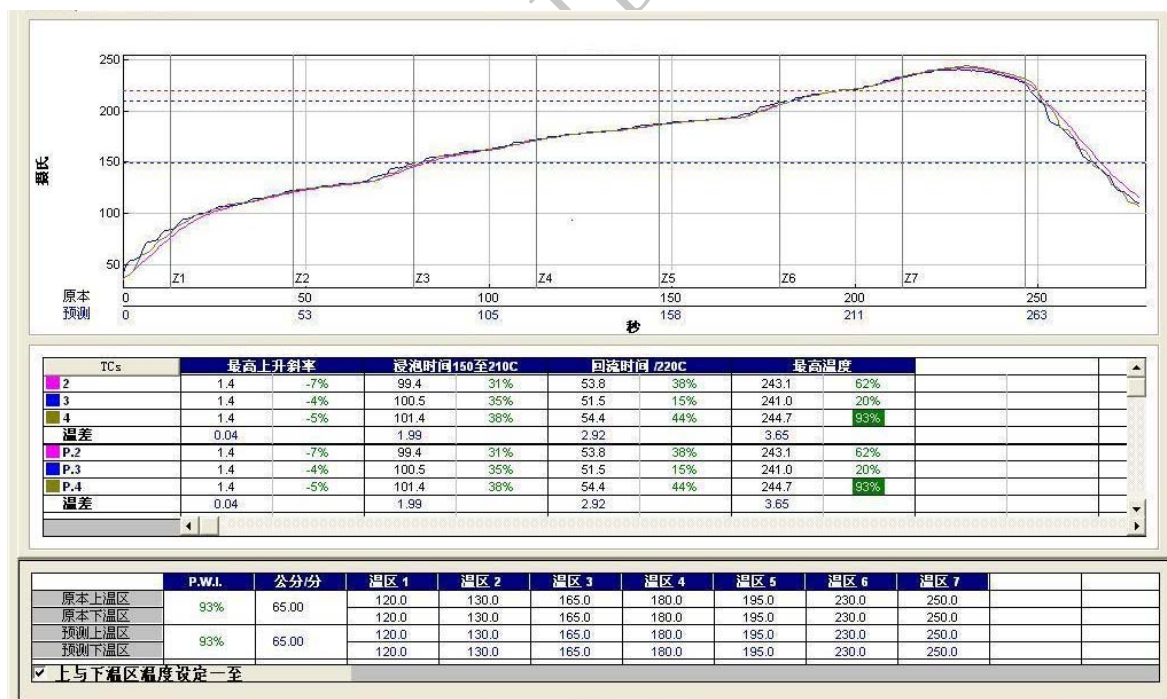 250
200
150
100
50
摄氏
Z1 Z2 Z3 Z4 Z5 Z6 Z7
原本 0 50 100 150 200 250
预测 0 53 105 158 211 263
秒
TCs 最高上升斜率 浸泡时间150至210C 回流时间 /220C 最高温度
2 1.4 -7% 99.4 31% 53.8 38% 243.1 62%
3 1.4 -4% 100.5 35% 51.5 15% 241.0 20%
4 1.4 -5% 101.4 38% 54.4 44% 244.7 93%
温差 0.04 1.99 2.92 3.65
P.2 1.4 -7% 99.4 31% 53.8 38% 243.1 62%
P.3 1.4 -4% 100.5 35% 51.5 15% 241.0 20%
P.4 1.4 -5% 101.4 38% 54.4 44% 244.7 93%
温差 0.04 1.99 2.92 3.65
P.W.I. 公分/分 温区 1 温区 2 温区 3 温区 4 温区 5 温区 6 温区 7
原本上温区 93% 65.00 120.0 130.0 165.0 180.0 195.0 230.0 250.0
原本下温区 120.0 130.0 165.0 180.0 195.0 230.0 250.0
预测上温区 93% 65.00 120.0 130.0 165.0 180.0 195.0 230.0 250.0
预测下温区 120.0 130.0 165.0 180.0 195.0 230.0 250.0
上与下温区温度设定一至